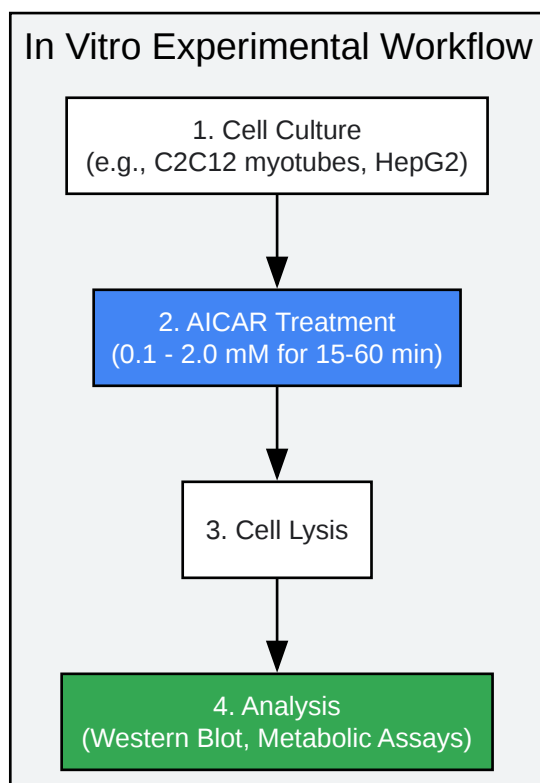 In Vitro Experimental Workflow
1. Cell Culture
(e.g., C2C12 myotubes, HepG2)
2. AICAR Treatment
(0.1 - 2.0 mM for 15-60 min)
3. Cell Lysis
4. Analysis
(Western Blot, Metabolic Assays)